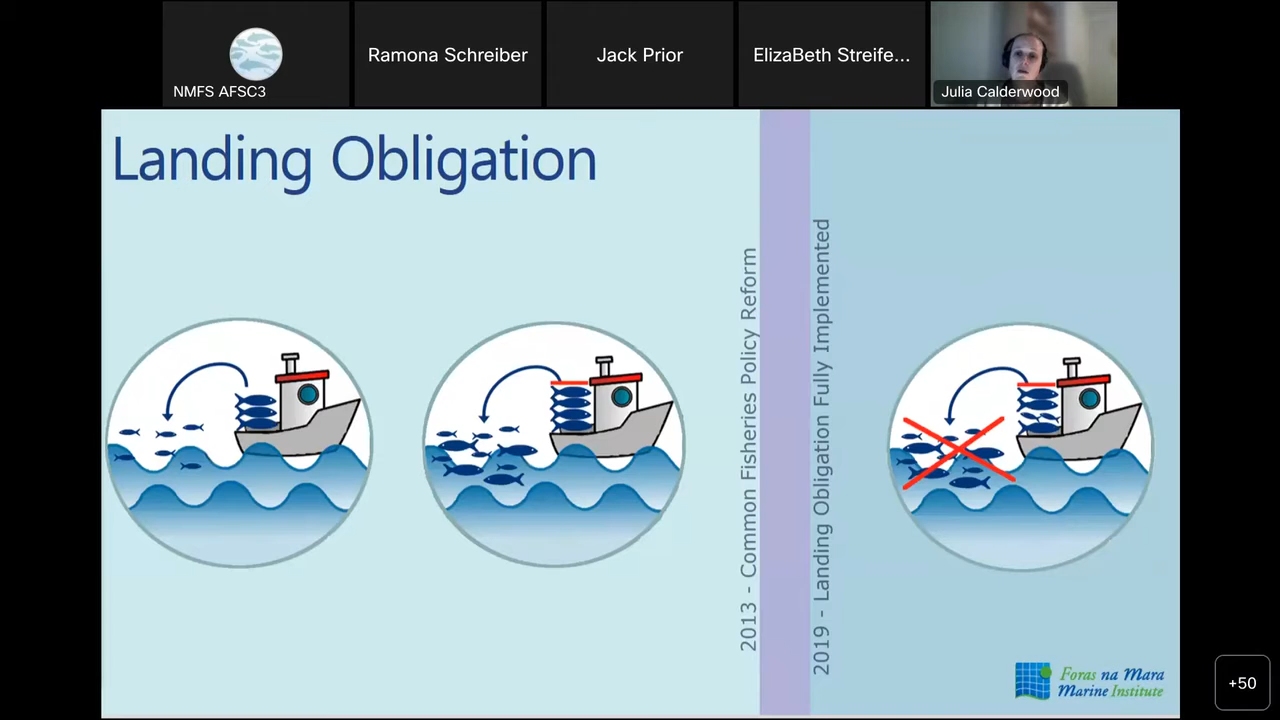 NMFS AFSC3
Ramona Schreiber
Jack Prior
ElizaBeth Streife...
Julia Calderwood
Landing Obligation
2013 - Common Fisheries Policy Reform
2019 - Landing Obligation Fully Implemented
Foras na Mara
Marine Institute
+50